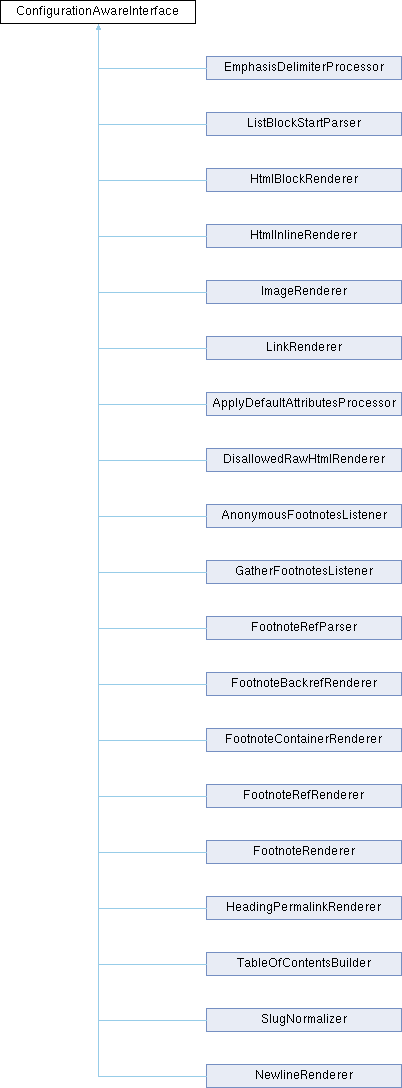 ConfigurationAwareInterface
EmphasisDelimiterProcessor
ListBlockStartParser
HtmlBlockRenderer
HtmlInlineRenderer
ImageRenderer
LinkRenderer
ApplyDefaultAttributesProcessor
DisallowedRawHtmlRenderer
AnonymousFootnotesListener
GatherFootnotesListener
FootnoteRefParser
FootnoteBackrefRenderer
FootnoteContainerRenderer
FootnoteRefRenderer
FootnoteRenderer
HeadingPermalinkRenderer
TableOfContentsBuilder
SlugNormalizer
NewlineRenderer